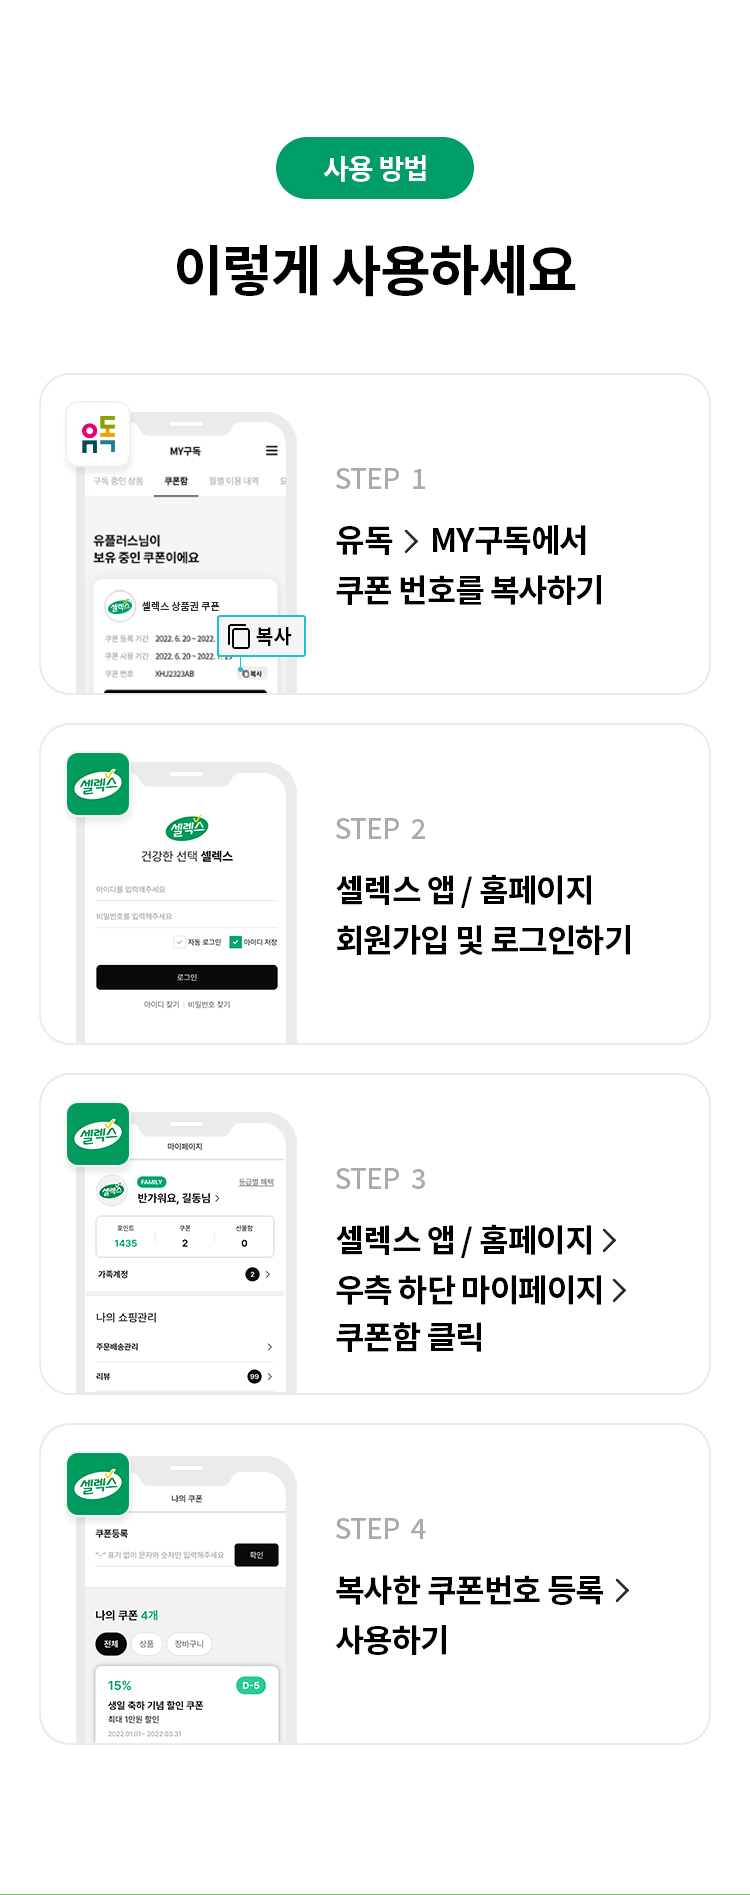 사용 방법
이렇게 사용하세요
유독
MY구독
구독 중인 상품 쿠폰함 월별 이용 내역
유플러스님이
보유 중인 쿠폰이에요
셀렉스
셀렉스 상품권 쿠폰
쿠폰 등록 기간 2022. 6. 20 ~ 2022.
쿠폰 사용 기간 2022. 6. 20 ~
쿠폰 번호 XHJ2323AB 복사
복사
STEP 1
유독 > MY구독에서
쿠폰 번호를 복사하기
셀렉스
셀렉스
건강한 선택 셀렉스
아이디를 입력해주세요
비밀번호를 입력해주세요
자동 로그인 아이디 저장
로그인
아이디 찾기 | 비밀번호 찾기
STEP 2
셀렉스 앱 / 홈페이지
회원가입 및 로그인하기
셀렉스
마이페이지
셀렉스
FAMILY 등급별 혜택
반가워요, 길동님 >
포인트 쿠폰 선물함
1435 2 0
가족계정 2 >
나의 쇼핑관리
주문배송관리 >
리뷰 99 >
STEP 3
셀렉스 앱 / 홈페이지 >
우측 하단 마이페이지 >
쿠폰함 클릭
셀렉스
나의 쿠폰
쿠폰등록
"-" 표기 없이 문자와 숫자만 입력해주세요 확인
나의 쿠폰 4개
전체 상품 장바구니
15% D-5
생일 축하 기념 할인 쿠폰
최대 1만원 할인
2022.01.01~ 2022.03.31
STEP 4
복사한 쿠폰번호 등록 >
사용하기